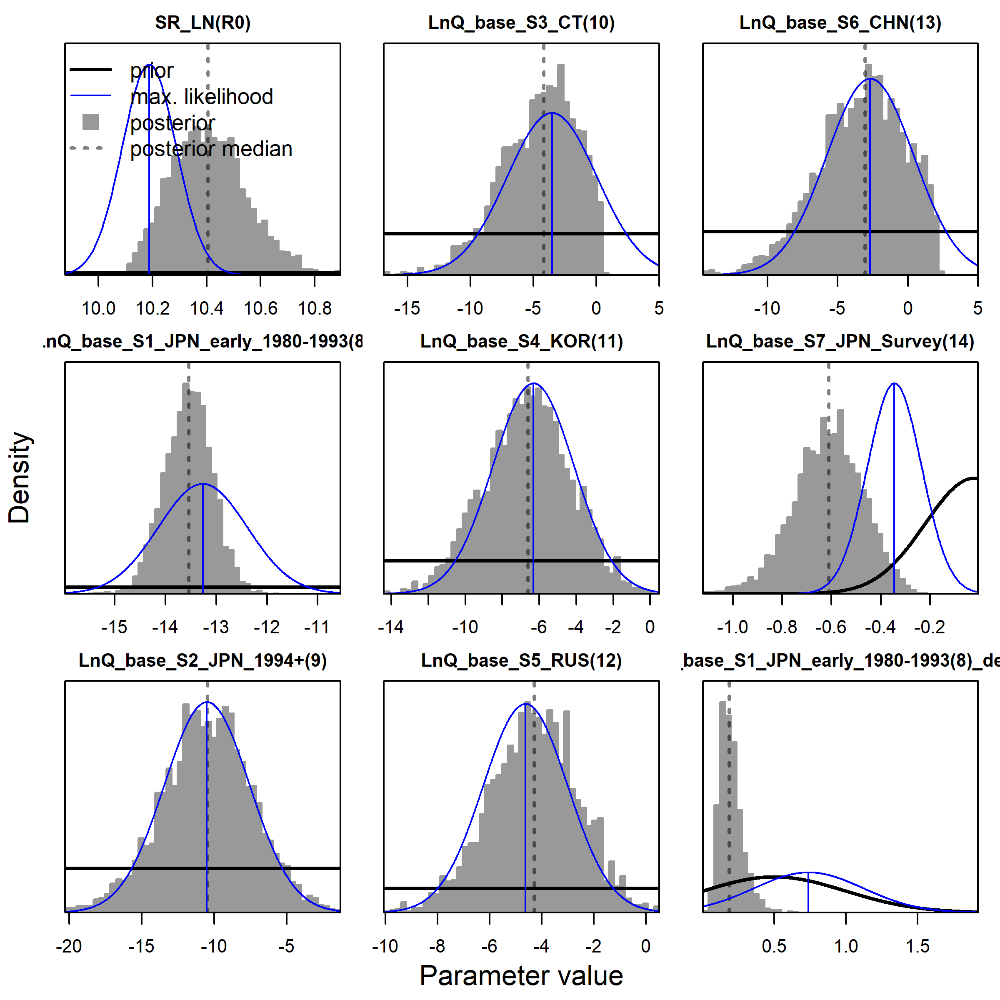 SR_LN(R0)
LnQ_base_S3_CT(10)
LnQ_base_S6_CHN(13)
prior
max. likelihood
posterior
posterior median
10.0 10.2 10.4 10.6 10.8
-15 -10 -5 0 5
-10 -5 0 5
.nQ_base_S1_JPN_early_1980-1993(8
LnQ_base_S4_KOR(11)
LnQ_base_S7_JPN_Survey(14)
-15 -14 -13 -12 -11
-14 -10 -6 -4 -2 0
-1.0 -0.8 -0.6 -0.4 -0.2
Density
LnQ_base_S2_JPN_1994+(9)
LnQ_base_S5_RUS(12)
_base_S1_JPN_early_1980-1993(8)_de
-20 -15 -10 -5
-10 -8 -6 -4 -2 0
0.5 1.0 1.5
Parameter value